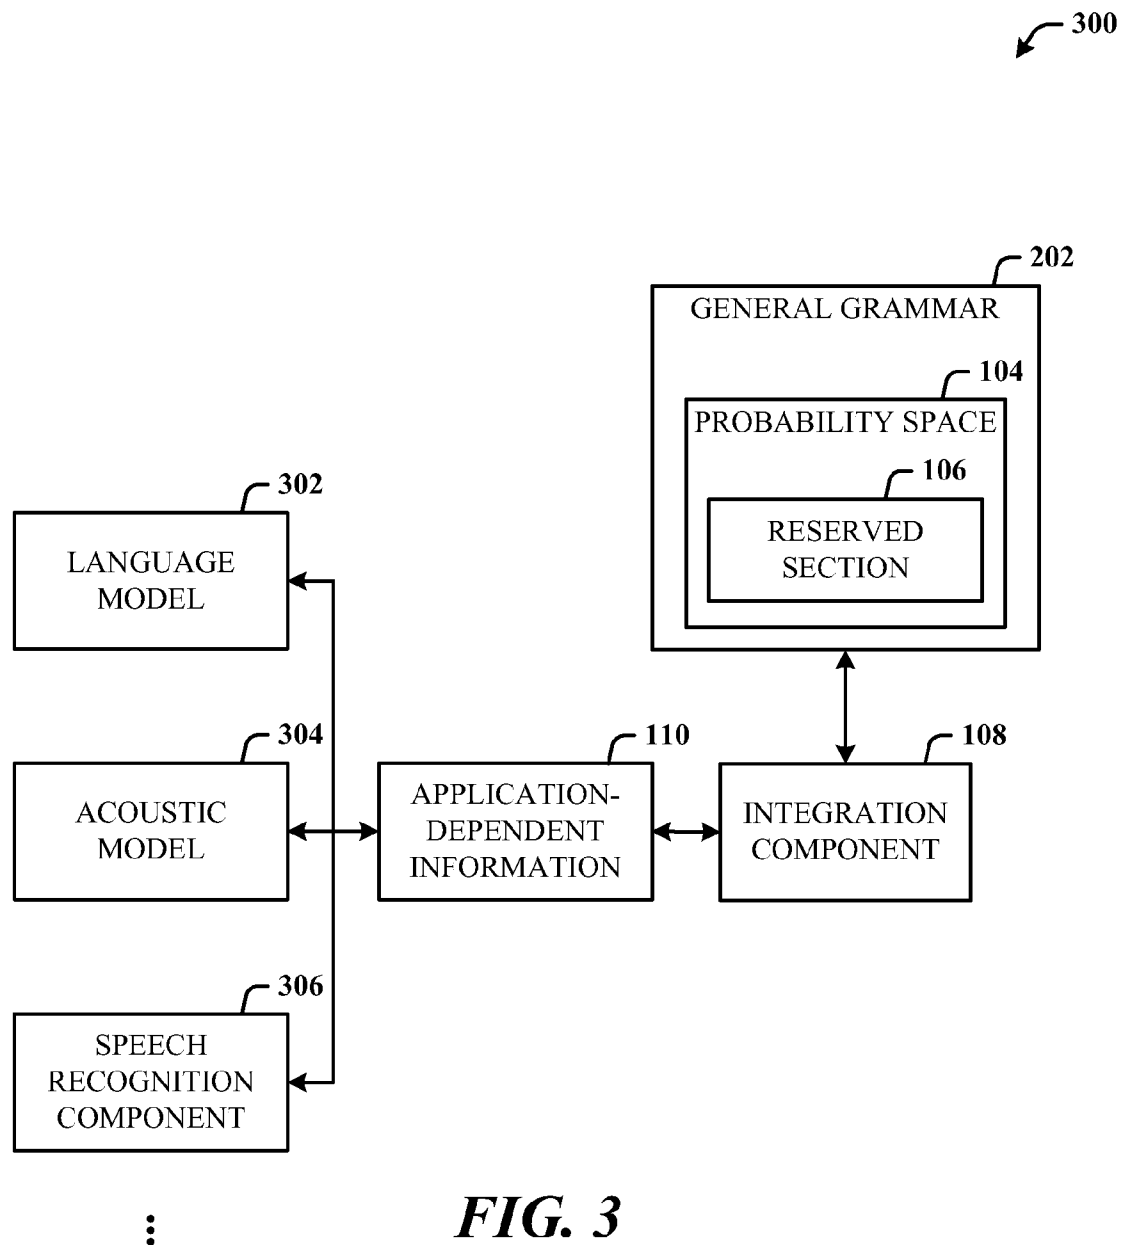 300
202
GENERAL GRAMMAR
104
PROBABILITY SPACE
106
RESERVED
SECTION
302
LANGUAGE
MODEL
304
ACOUSTIC
MODEL
110
APPLICATION-
DEPENDENT
INFORMATION
108
INTEGRATION
COMPONENT
306
SPEECH
RECOGNITION
COMPONENT
FIG. 3